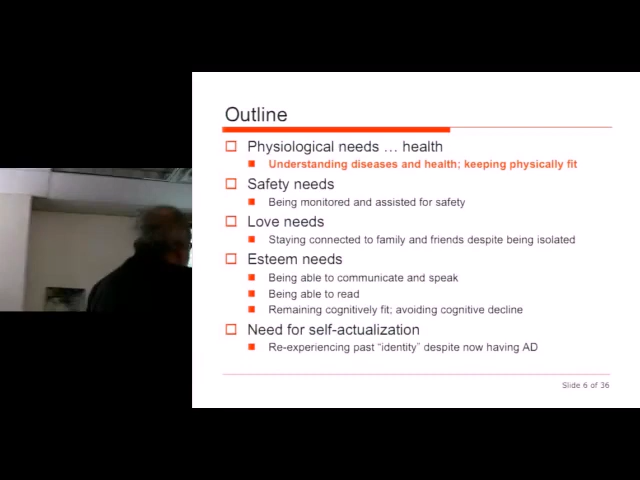 Outline
Physiological needs … health
Understanding diseases and health; keeping physically fit
Safety needs
Being monitored and assisted for safety
Love needs
Staying connected to family and friends despite being isolated
Esteem needs
Being able to communicate and speak
Being able to read
Remaining cognitively fit; avoiding cognitive decline
Need for self-actualization
Re-experiencing past “identity” despite now having AD
Slide 6 of 36